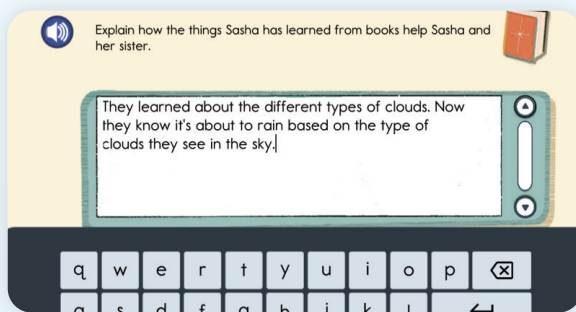 Explain how the things Sasha has learned from books help Sasha and
her sister.
They learned about the different types of clouds. Now
they know it's about to rain based on the type of
clouds they see in the sky.
q w e r t y u i o p
a s d f g h j k l